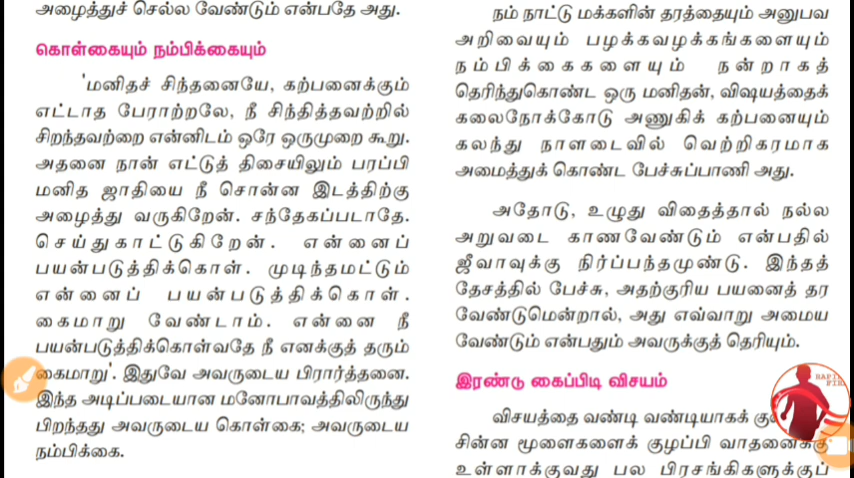 அழைத்துச் செல்ல வேண்டும் என்பதே அது.
கொள்கையும் நம்பிக்கையும்
'மனிதச் சிந்தனையே, கற்பனைக்கும்
எட்டாத பேராற்றலே, நீ சிந்தித்தவற்றில்
சிறந்தவற்றை என்னிடம் ஒரே ஒருமுறை கூறு.
அதனை நான் எட்டுத் திசையிலும் பரப்பி
மனித ஜாதியை நீ சொன்ன இடத்திற்கு
அழைத்து வருகிறேன். சந்தேகப்படாதே.
செய்துகாட்டுகிறேன். என்னைப்
பயன்படுத்திக்கொள். முடிந்தமட்டும்
என்னைப் பயன்படுத்திக்கொள்.
கைமாறு வேண்டாம். என்னை நீ
பயன்படுத்திக்கொள்வதே நீ எனக்குத் தரும்
கைமாறு'. இதுவே அவருடைய பிரார்த்தனை.
இந்த அடிப்படையான மனோபாவத்திலிருந்து
பிறந்தது அவருடைய கொள்கை; அவருடைய
நம்பிக்கை.
நம் நாட்டு மக்களின் தரத்தையும் அனுபவ
அறிவையும் பழக்கவழக்கங்களையும்
நம்பிக்கைகளையும் நன்றாகத்
தெரிந்துகொண்ட ஒரு மனிதன், விஷயத்தைக்
கலைநோக்கோடு அணுகிக் கற்பனையும்
கலந்து நாளடைவில் வெற்றிகரமாக
அமைத்துக் கொண்ட பேச்சுப்பாணி அது.
அதோடு, உழுது விதைத்தால் நல்ல
அறுவடை காணவேண்டும் என்பதில்
ஜீவாவுக்கு நிர்ப்பந்தமுண்டு. இந்தத்
தேசத்தில் பேச்சு, அதற்குரிய பயனைத் தர
வேண்டுமென்றால், அது எவ்வாறு அமைய
வேண்டும் என்பதும் அவருக்குத் தெரியும்.
இரண்டு கைப்பிடி விசயம்
விசயத்தை வண்டி வண்டியாகக்
சின்ன மூளைகளைக் குழப்பி வாதனைக்கு
உள்ளாக்குவது பல பிரசங்கிகளுக்குப்